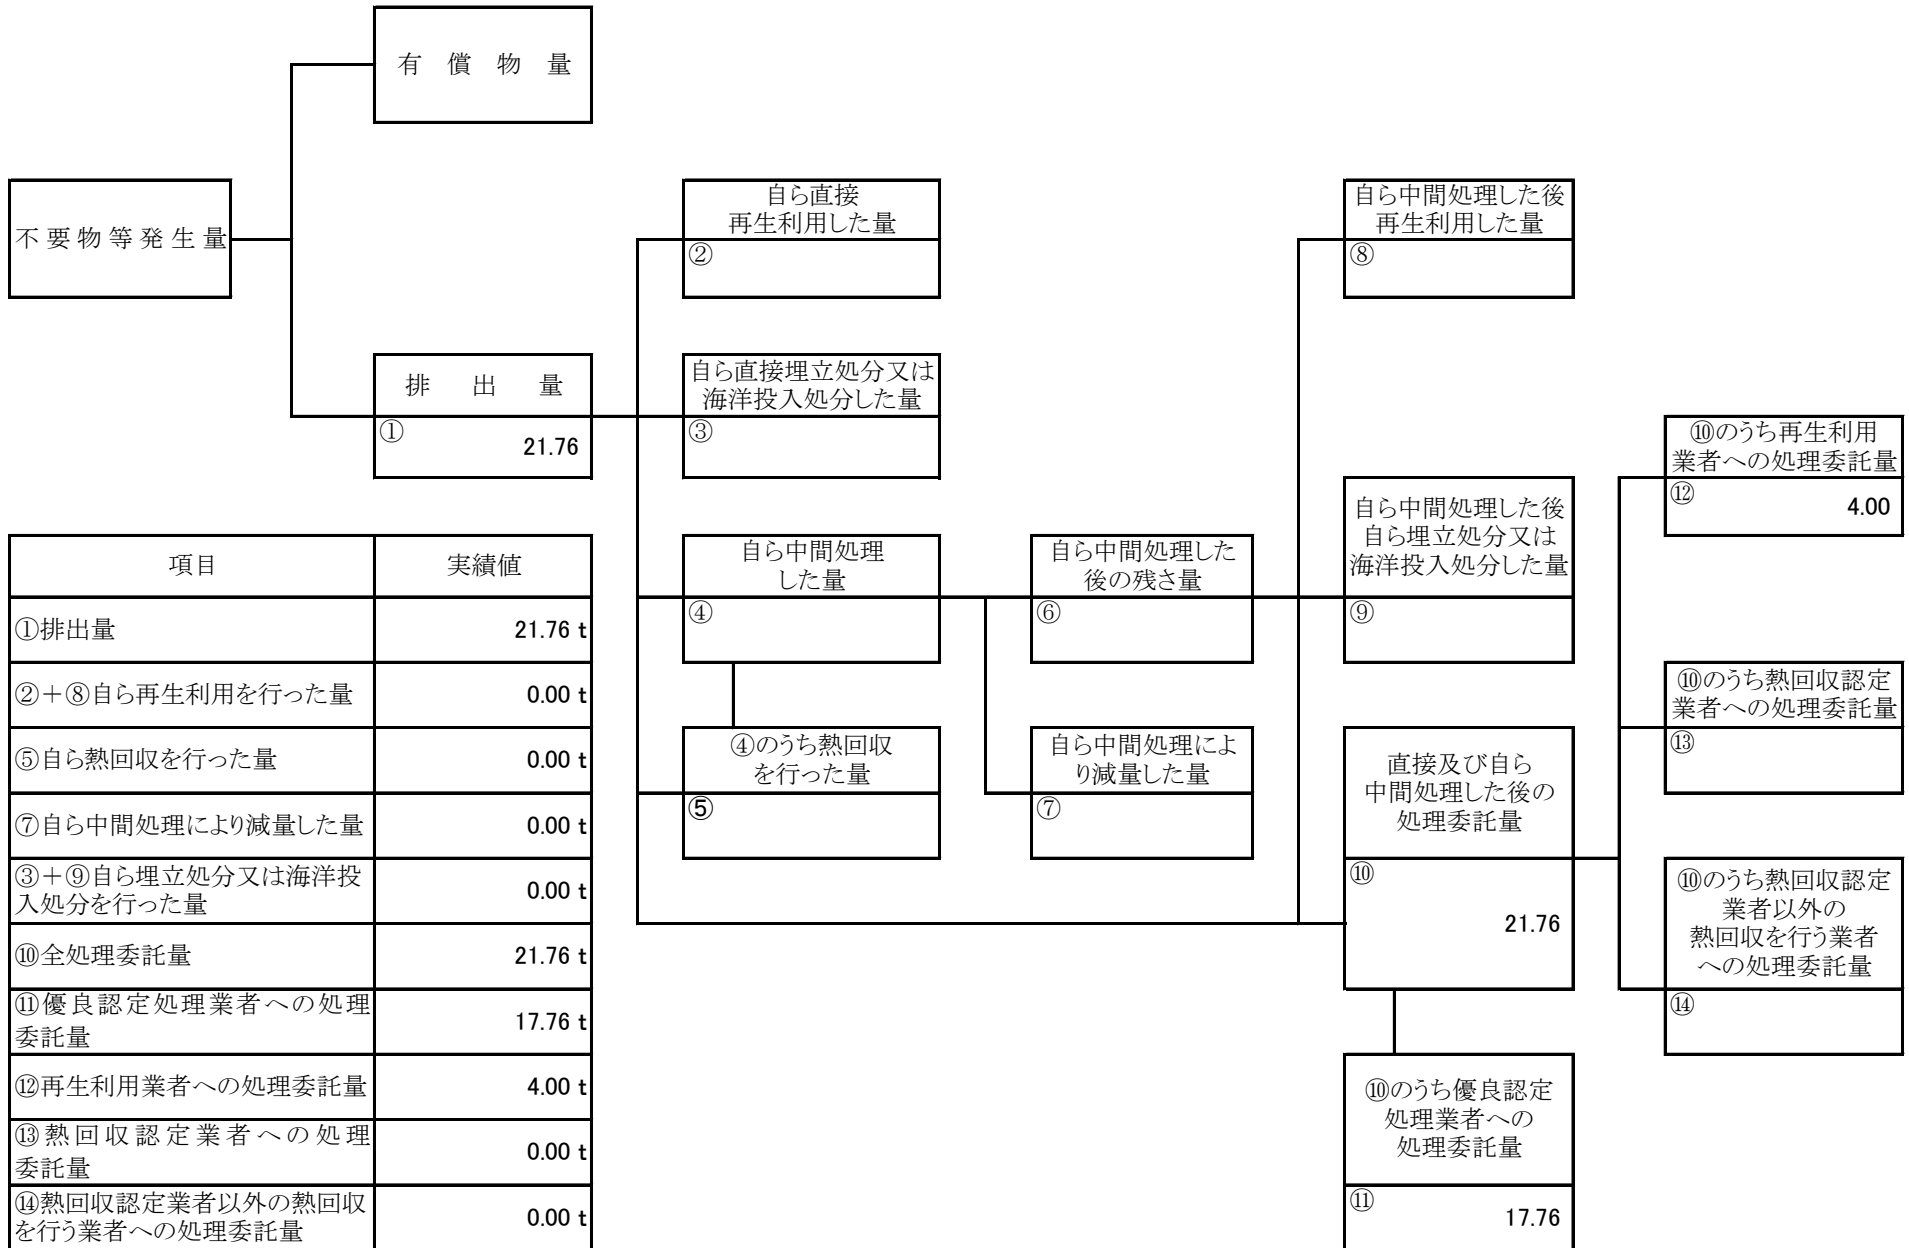 有 償 物 量
不 要 物 等 発 生 量
自ら直接
再生利用した量
②
自ら中間処理した後
再生利用した量
⑧
排 出 量
①
21.76
自ら直接埋立処分又は
海洋投入処分した量
③
⑩のうち再生利用
業者への処理委託量
⑫
4.00
自ら中間処理した後
自ら埋立処分又は
海洋投入処分した量
⑨
自ら中間処理
した量
④
自ら中間処理した
後の残さ量
⑥
⑩のうち熱回収認定
業者への処理委託量
⑬
④のうち熱回収
を行った量
⑤
自ら中間処理によ
り減量した量
⑦
直接及び自ら
中間処理した後の
処理委託量
⑩
21.76
⑩のうち熱回収認定
業者以外の
熱回収を行う業者
への処理委託量
⑭
⑩のうち優良認定
処理業者への
処理委託量
⑪
17.76
項目 実績値
①排出量 21.76 t
②＋⑧自ら再生利用を行った量 0.00 t
⑤自ら熱回収を行った量 0.00 t
⑦自ら中間処理により減量した量 0.00 t
③＋⑨自ら埋立処分又は海洋投
入処分を行った量 0.00 t
⑩全処理委託量 21.76 t
⑪優良認定処理業者への処理
委託量 17.76 t
⑫再生利用業者への処理委託量 4.00 t
⑬熱回収認定業者への処理
委託量 0.00 t
⑭熱回収認定業者以外の熱回収
を行う業者への処理委託量 0.00 t